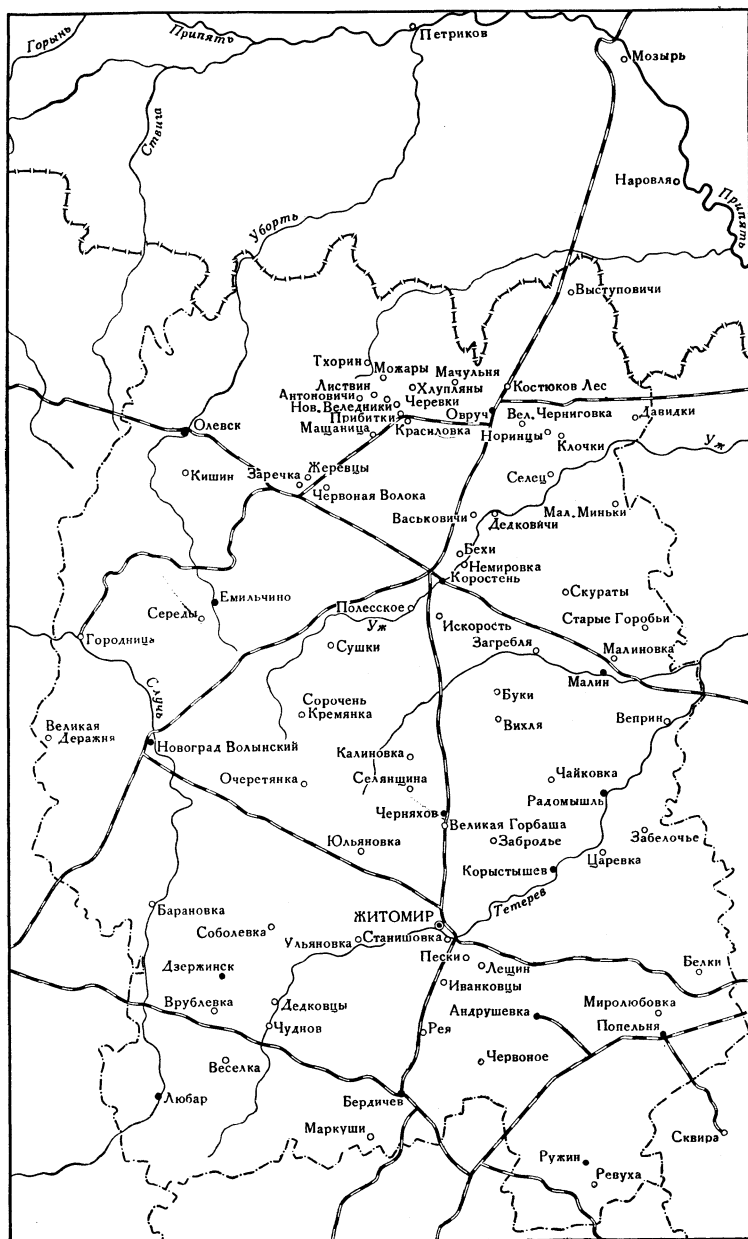 Горынь
Припять
Петриков
Мозырь
Ствига
Наровля
Припять
Уборть
Выступовичи
Тхорин
Можары
Мачульня
Листвин
Хлупляны
Костюков Лес
Антоновичи
Черевки
Нов. Веледники
Овруч
Вел. Черниговка
Давидки
Прибитки
Олевск
Мащаница
Красиловка
Норинцы
Клочки
Уж
Кишин
Заречка
Жеревцы
Селец
Червоная Волока
Васьковичи
Дедковичи
Мал. Миньки
Бехи
Немировка
Коростень
Скураты
Емильчино
Полесское
Середы
Уж
Искорость
Старые Горобьи
Городница
Сушки
Загребля
Малиновка
Случь
Малин
Буки
Сорочень
Кремянка
Вихля
Веприн
Великая
Деражня
Новоград Волынский
Калиновка
Очеретянка
Селянщина
Чайковка
Радомышль
Черняхов
Великая Горбаша
Юльяновка
Забродье
Забелочье
Царевка
Корыстышев
Тетерев
Барановка
ЖИТОМИР
Соболевка
Ульяновка
Станишовка
Пески
Лещин
Белки
Дзержинск
Иванковцы
Врублевка
Дедковцы
Андрушевка
Миролюбовка
Чуднов
Рея
Попельня
Веселка
Червоное
Любар
Бердичев
Маркуши
Сквира
Ружин
Ревуха